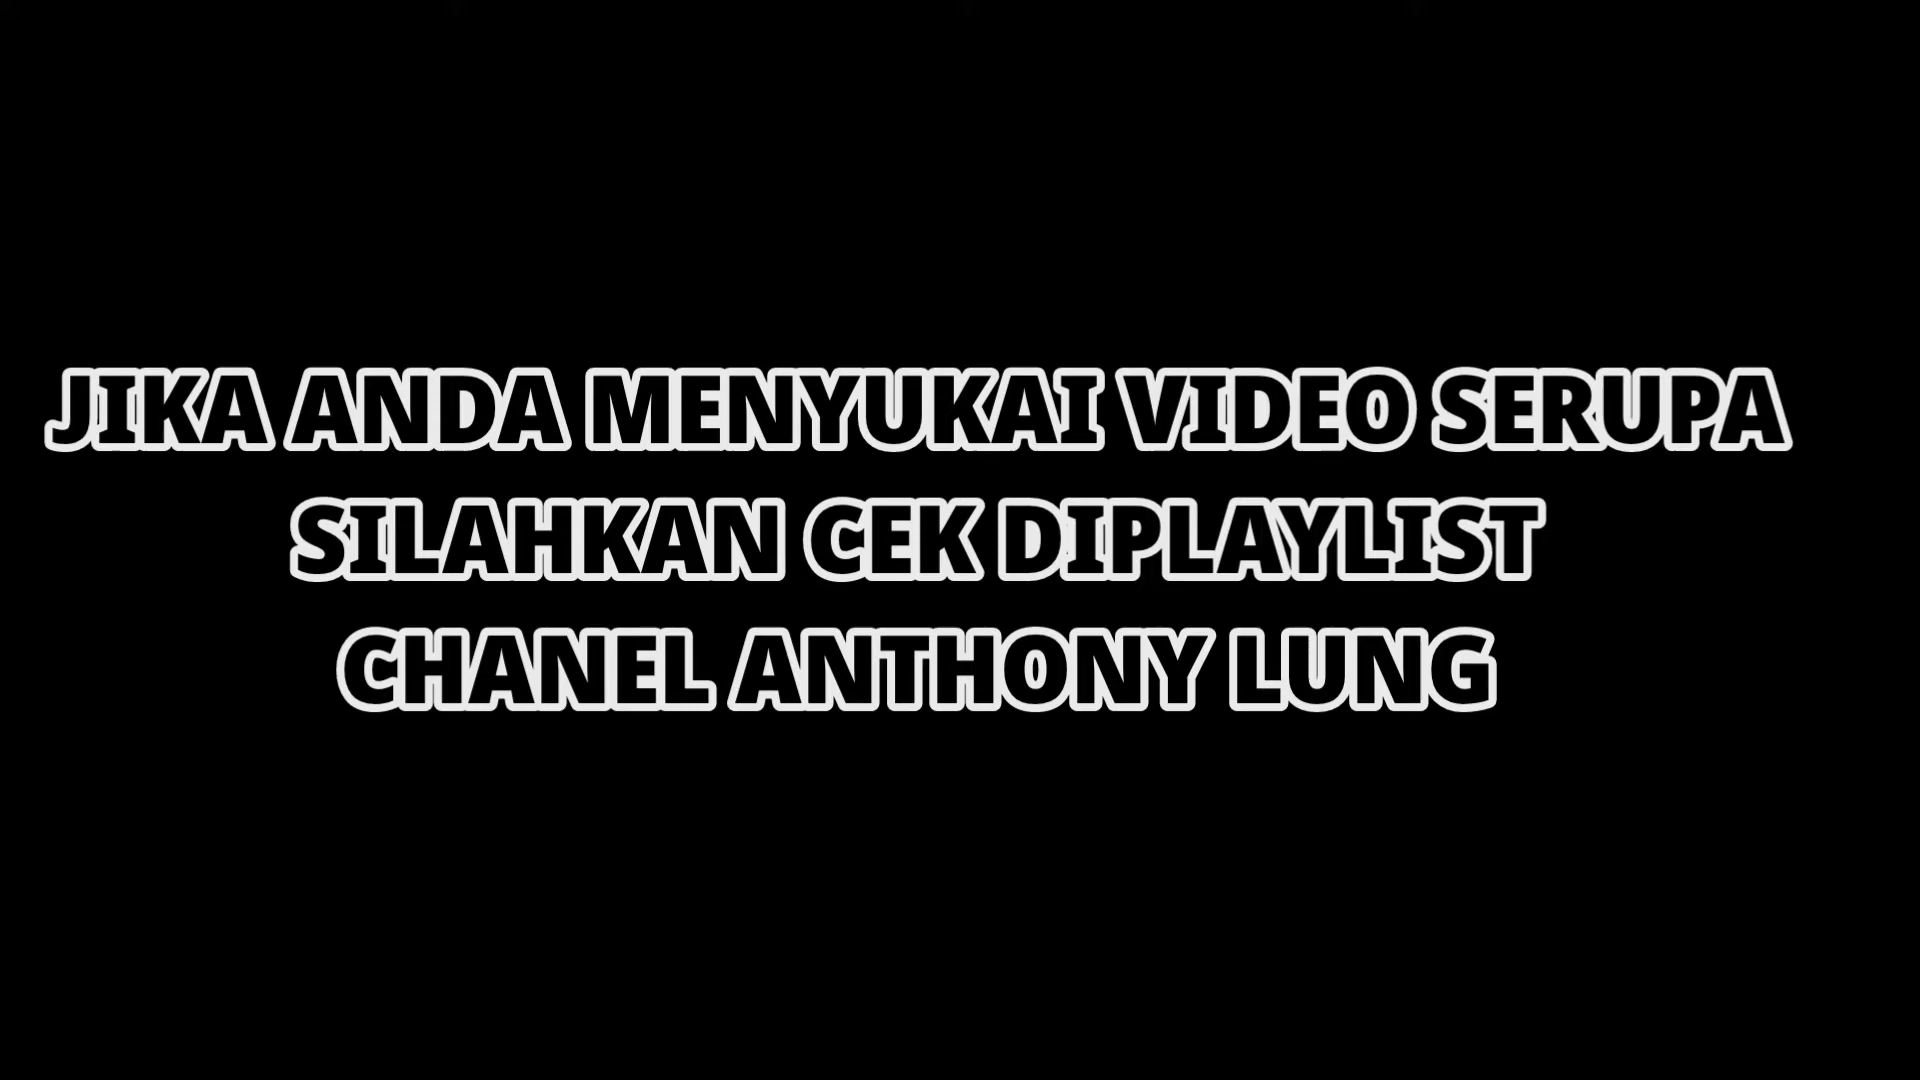 JIKA ANDA MENYUKAI VIDEO SERUPA
SILAHKAN CEK DIPLAYLIST
CHANEL ANTHONY LUNG